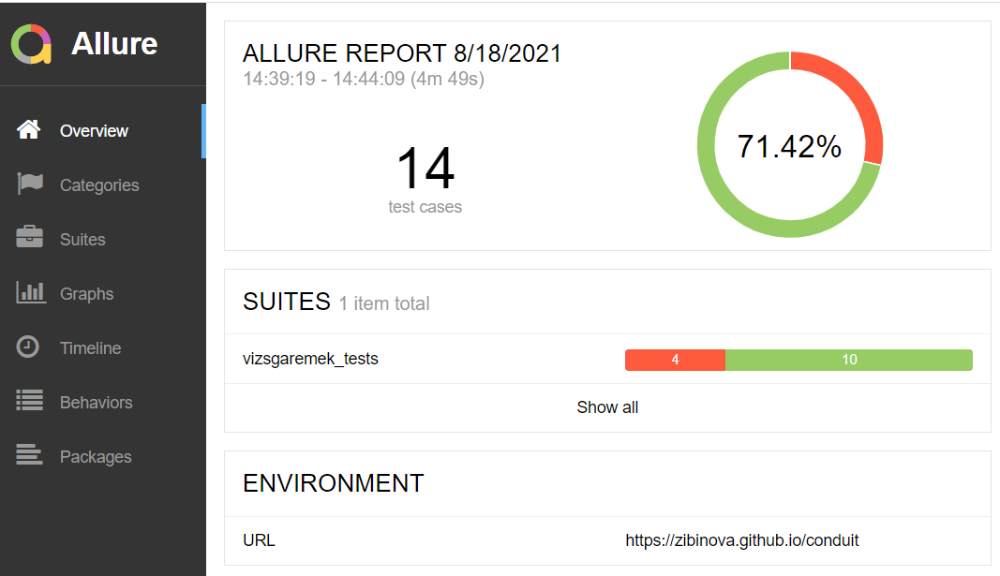 Allure
Overview
Categories
Suites
Graphs
Timeline
Behaviors
Packages
ALLURE REPORT 8/18/2021
14:39:19 - 14:44:09 (4m 49s)
14
test cases
71.42%
SUITES 1 item total
vizsgaremek_tests 4 10
Show all
ENVIRONMENT
URL https://zibinova.github.io/conduit